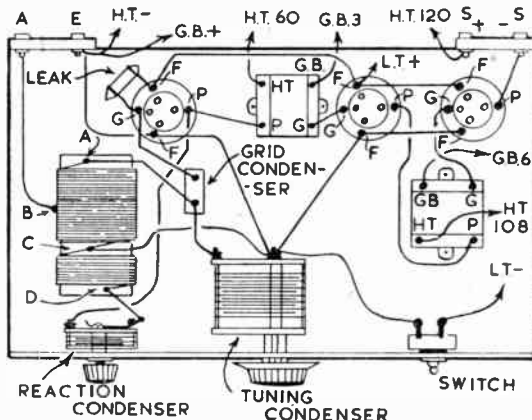 A E H.T.- H.T. 60 G.B.3 H.T.120 S + - S
G.B.+
LEAK F HT GB F L.T.+ F
G P P G G P G P
F F F
GB.6
A GRID
CONDEN-
SER
B GB G
C HT P HT
108
D LT-
REACTION
CONDENSER
TUNING
CONDENSER
SWITCH